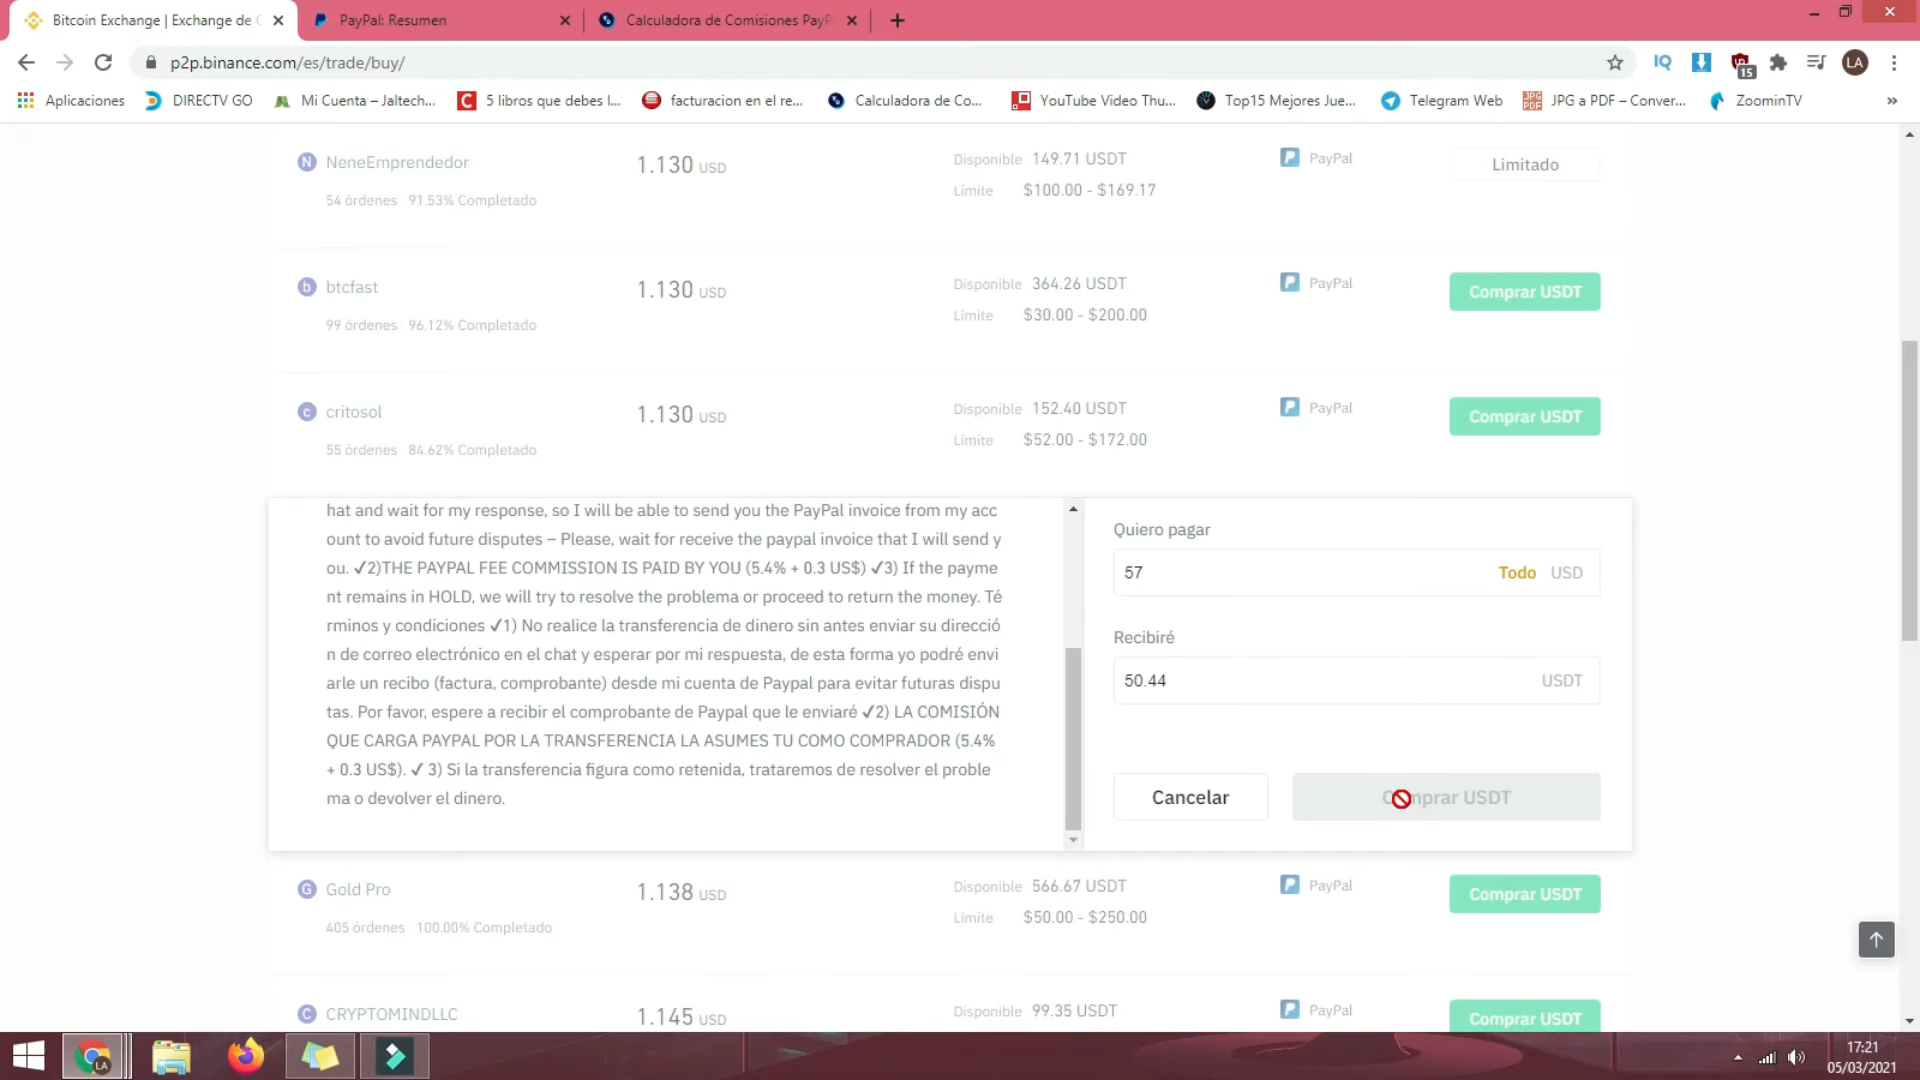 Bitcoin Exchange | Exchange de C
PayPal: Resumen
Calculadora de Comisiones PayP
p2p.binance.com/es/trade/buy/
IQ
15
LA
Aplicaciones
DIRECTV GO
Mi Cuenta – Jaltech...
5 libros que debes l...
facturacion en el re...
Calculadora de Co...
YouTube Video Thu...
Top15 Mejores Jue...
Telegram Web
JPG a PDF – Conver...
ZoominTV
N NeneEmprendedor
54 órdenes 91.53% Completado
1.130 USD
Disponible 149.71 USDT
Límite $100.00 - $169.17
PayPal
Limitado
b btcfast
99 órdenes 96.12% Completado
1.130 USD
Disponible 364.26 USDT
Límite $30.00 - $200.00
PayPal
Comprar USDT
c critosol
55 órdenes 84.62% Completado
1.130 USD
Disponible 152.40 USDT
Límite $52.00 - $172.00
PayPal
Comprar USDT
hat and wait for my response, so I will be able to send you the PayPal invoice from my acc
ount to avoid future disputes – Please, wait for receive the paypal invoice that I will send y
ou. ✓2)THE PAYPAL FEE COMMISSION IS PAID BY YOU (5.4% + 0.3 US$) ✓3) If the payme
nt remains in HOLD, we will try to resolve the problema or proceed to return the money. Té
rminos y condiciones ✓1) No realice la transferencia de dinero sin antes enviar su direcció
n de correo electrónico en el chat y esperar por mi respuesta, de esta forma yo podré envi
arle un recibo (factura, comprobante) desde mi cuenta de Paypal para evitar futuras dispu
tas. Por favor, espere a recibir el comprobante de Paypal que le enviaré ✓2) LA COMISIÓN
QUE CARGA PAYPAL POR LA TRANSFERENCIA LA ASUMES TU COMO COMPRADOR (5.4%
+ 0.3 US$). ✓ 3) Si la transferencia figura como retenida, trataremos de resolver el proble
ma o devolver el dinero.
Quiero pagar
57 Todo USD
Recibiré
50.44 USDT
Cancelar
Comprar USDT
G Gold Pro
405 órdenes 100.00% Completado
1.138 USD
Disponible 566.67 USDT
Límite $50.00 - $250.00
PayPal
Comprar USDT
C CRYPTOMINDLLC
1.145 USD
Disponible 99.35 USDT
PayPal
Comprar USDT
LA
17:21
05/03/2021